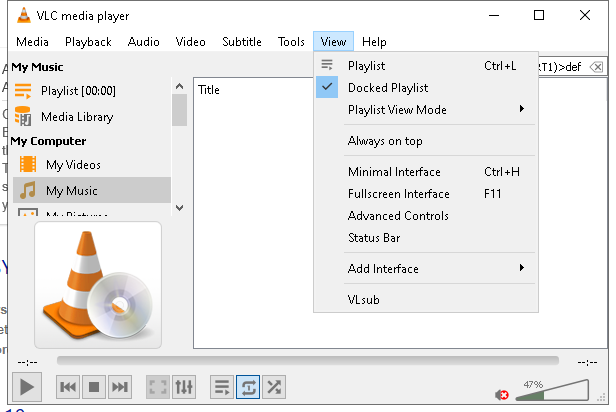 VLC media player
Media Playback Audio Video Subtitle Tools View Help
My Music
Playlist [00:00]
Media Library
My Computer
My Videos
My Music
My Pictures
Title
RT1)>def
Playlist Ctrl+L
Docked Playlist
Playlist View Mode
Always on top
Minimal Interface Ctrl+H
Fullscreen Interface F11
Advanced Controls
Status Bar
Add Interface
VLsub
--:-- --:--
47%